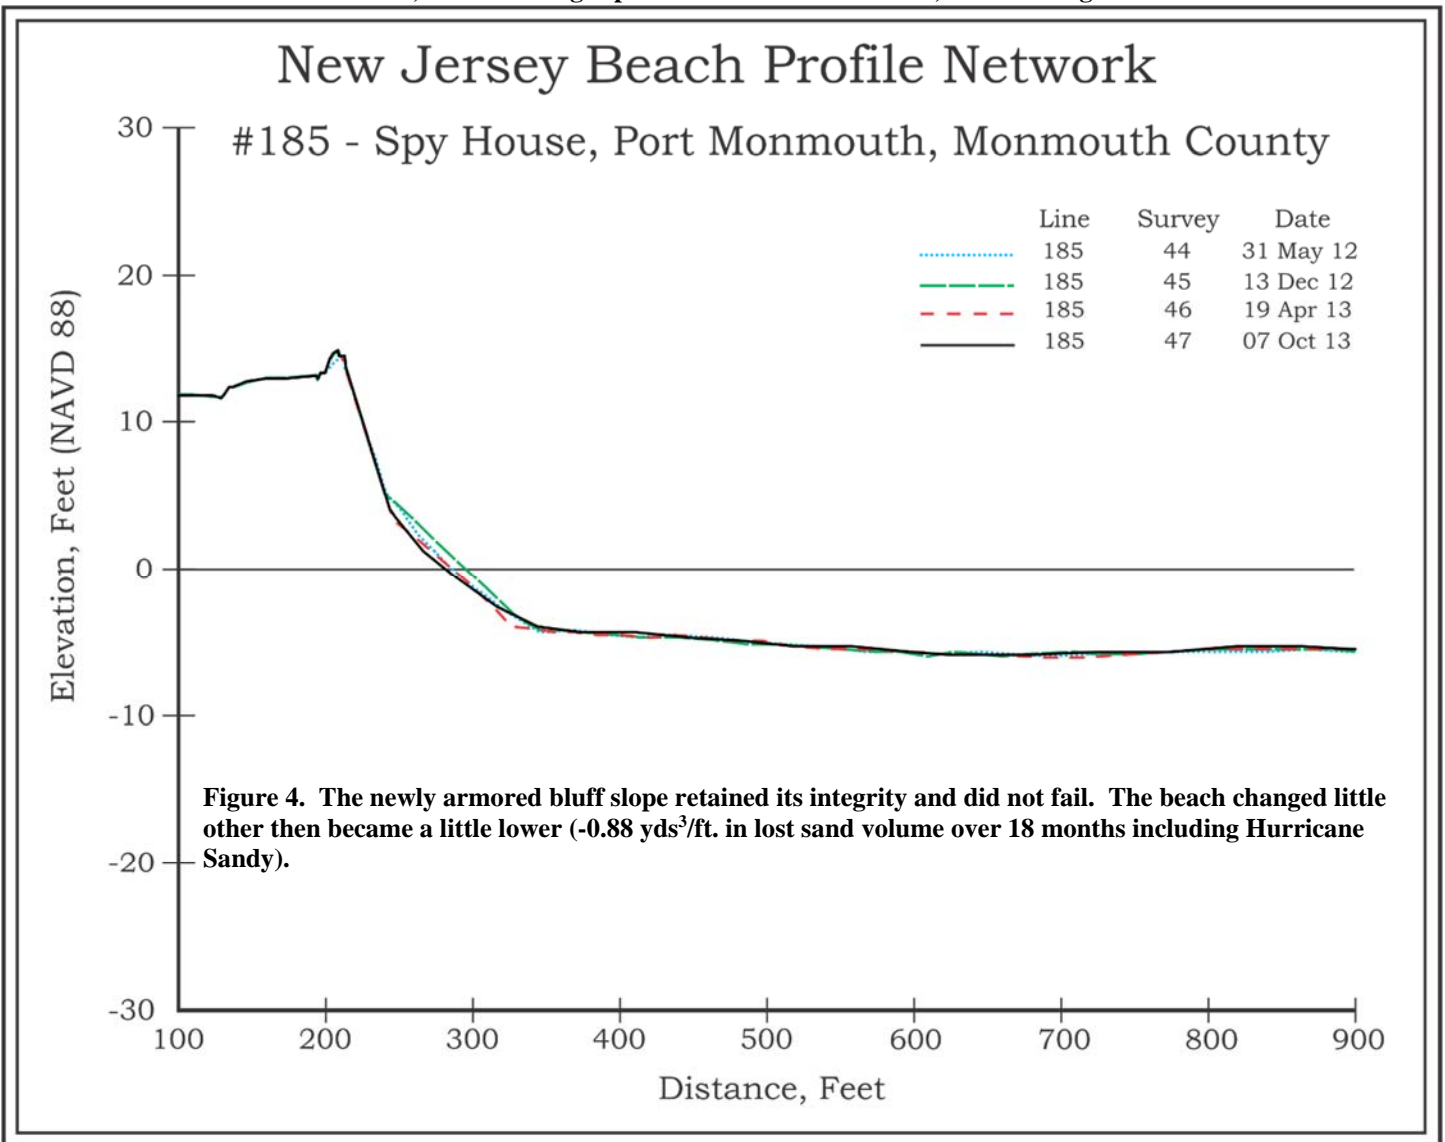 New Jersey Beach Profile Network
#185 - Spy House, Port Monmouth, Monmouth County
Line Survey Date
185 44 31 May 12
185 45 13 Dec 12
185 46 19 Apr 13
185 47 07 Oct 13
Elevation, Feet (NAVD 88)
30
20
10
0
-10
-20
-30
Figure 4. The newly armored bluff slope retained its integrity and did not fail. The beach changed little
other then became a little lower (-0.88 yds³/ft. in lost sand volume over 18 months including Hurricane
Sandy).
100 200 300 400 500 600 700 800 900
Distance, Feet